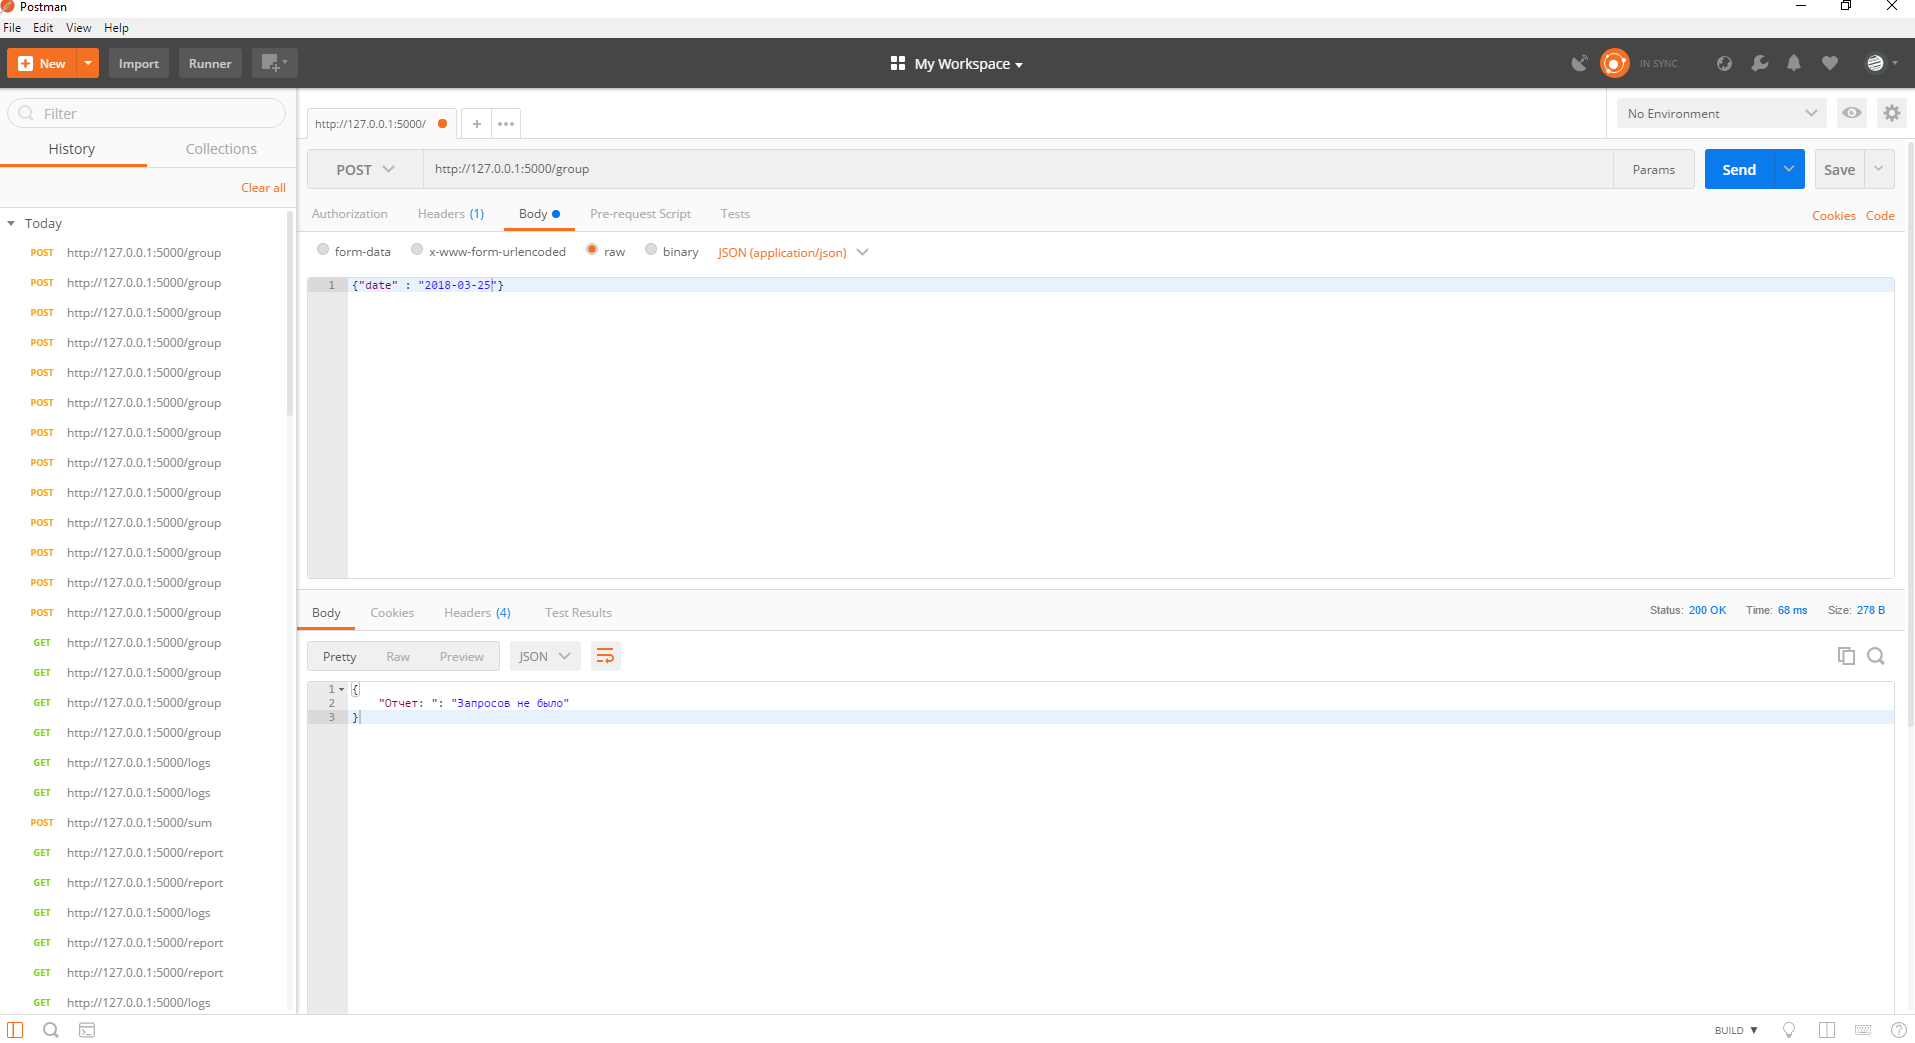 Postman
File Edit View Help
New Import Runner My Workspace IN SYNC
Filter
History Collections
Clear all
Today
POST http://127.0.0.1:5000/group
POST http://127.0.0.1:5000/group
POST http://127.0.0.1:5000/group
POST http://127.0.0.1:5000/group
POST http://127.0.0.1:5000/group
POST http://127.0.0.1:5000/group
POST http://127.0.0.1:5000/group
POST http://127.0.0.1:5000/group
POST http://127.0.0.1:5000/group
POST http://127.0.0.1:5000/group
POST http://127.0.0.1:5000/group
POST http://127.0.0.1:5000/group
POST http://127.0.0.1:5000/group
GET http://127.0.0.1:5000/group
GET http://127.0.0.1:5000/group
GET http://127.0.0.1:5000/group
GET http://127.0.0.1:5000/group
GET http://127.0.0.1:5000/logs
GET http://127.0.0.1:5000/logs
POST http://127.0.0.1:5000/sum
GET http://127.0.0.1:5000/report
GET http://127.0.0.1:5000/report
GET http://127.0.0.1:5000/logs
GET http://127.0.0.1:5000/report
GET http://127.0.0.1:5000/report
GET http://127.0.0.1:5000/logs
http://127.0.0.1:5000/ + ••• No Environment
POST http://127.0.0.1:5000/group Params Send Save
Authorization Headers (1) Body Pre-request Script Tests Cookies Code
form-data x-www-form-urlencoded raw binary JSON (application/json)
1 {"date" : "2018-03-25"}
Body Cookies Headers (4) Test Results Status: 200 OK Time: 68 ms Size: 278 B
Pretty Raw Preview JSON
1 {
2 "Отчет: ": "Запросов не было"
3 }
BUILD ▼